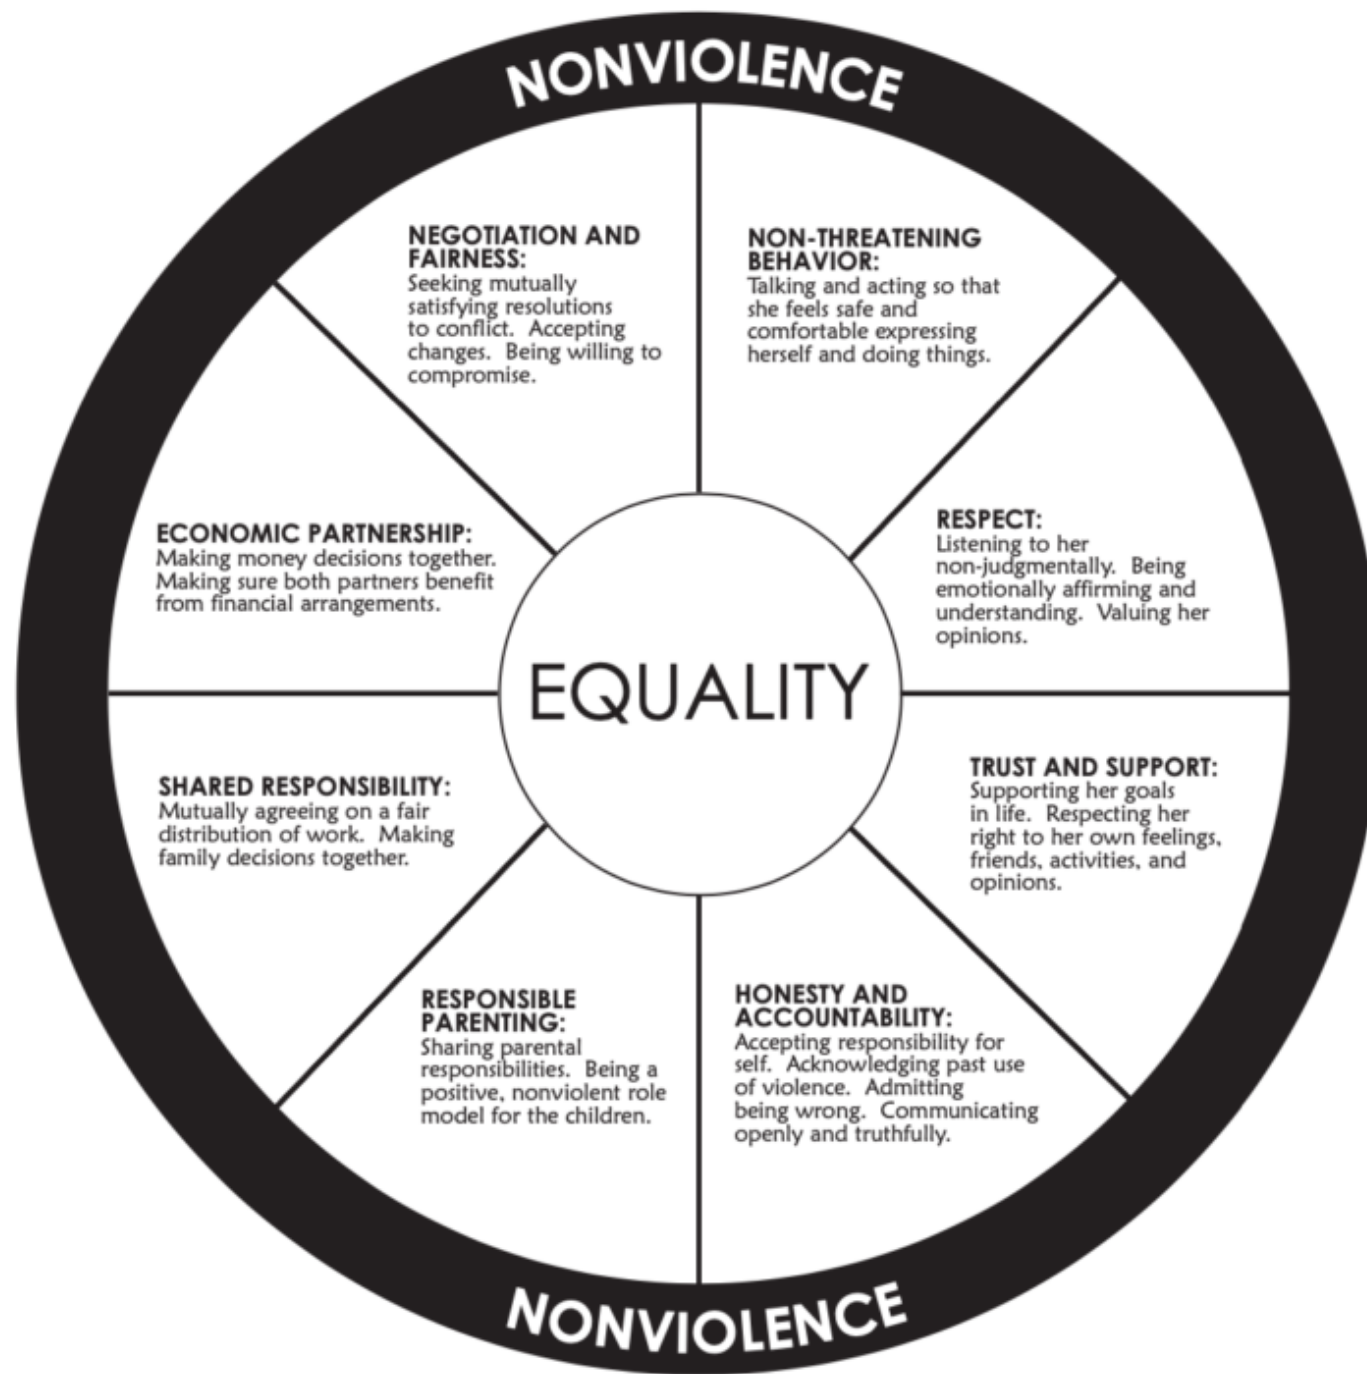 NONVIOLENCE
NEGOTIATION AND
FAIRNESS:
Seeking mutually
satisfying resolutions
to conflict. Accepting
changes. Being willing to
compromise.
NON-THREATENING
BEHAVIOR:
Talking and acting so that
she feels safe and
comfortable expressing
herself and doing things.
ECONOMIC PARTNERSHIP:
Making money decisions together.
Making sure both partners benefit
from financial arrangements.
RESPECT:
Listening to her
non-judgmentally. Being
emotionally affirming and
understanding. Valuing her
opinions.
EQUALITY
SHARED RESPONSIBILITY:
Mutually agreeing on a fair
distribution of work. Making
family decisions together.
TRUST AND SUPPORT:
Supporting her goals
in life. Respecting her
right to her own feelings,
friends, activities, and
opinions.
RESPONSIBLE
PARENTING:
Sharing parental
responsibilities. Being a
positive, nonviolent role
model for the children.
HONESTY AND
ACCOUNTABILITY:
Accepting responsibility for
self. Acknowledging past use
of violence. Admitting
being wrong. Communicating
openly and truthfully.
NONVIOLENCE